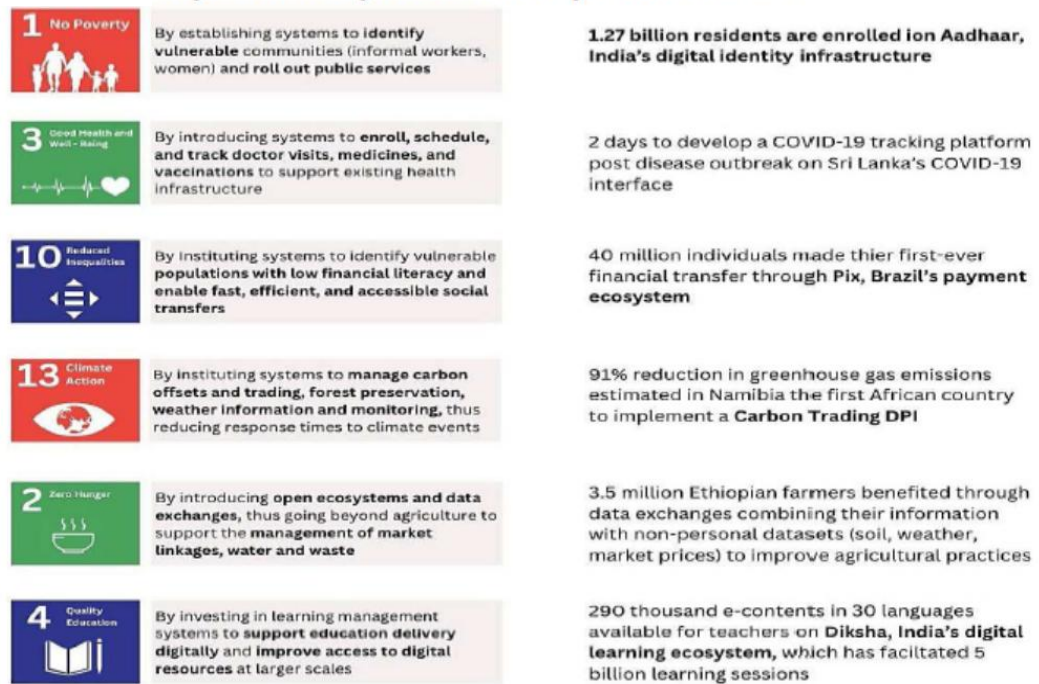 1 No Poverty
By establishing systems to identify
vulnerable communities (informal workers,
women) and roll out public services
1.27 billion residents are enrolled ion Aadhaar,
India's digital identity infrastructure
3 Good Health and
Well-Being
By introducing systems to enroll, schedule,
and track doctor visits, medicines, and
vaccinations to support existing health
infrastructure
2 days to develop a COVID-19 tracking platform
post disease outbreak on Sri Lanka's COVID-19
interface
10 Reduced
Inequalities
By Instituting systems to identify vulnerable
populations with low financial literacy and
enable fast, efficient, and accessible social
transfers
40 million individuals made thier first-ever
financial transfer through Pix, Brazil's payment
ecosystem
13 Climate
Action
By instituting systems to manage carbon
offsets and trading, forest preservation,
weather information and monitoring, thus
reducing response times to climate events
91% reduction in greenhouse gas emissions
estimated in Namibia the first African country
to implement a Carbon Trading DPI
2 Zero Hunger
By introducing open ecosystems and data
exchanges, thus going beyond agriculture to
support the management of market
linkages, water and waste
3.5 million Ethiopian farmers benefited through
data exchanges combining their information
with non-personal datasets (soil, weather,
market prices) to improve agricultural practices
4 Quality
Education
By investing in learning management
systems to support education delivery
digitally and improve access to digital
resources at larger scales
290 thousand e-contents in 30 languages
available for teachers on Diksha, India's digital
learning ecosystem, which has faciltated 5
billion learning sessions